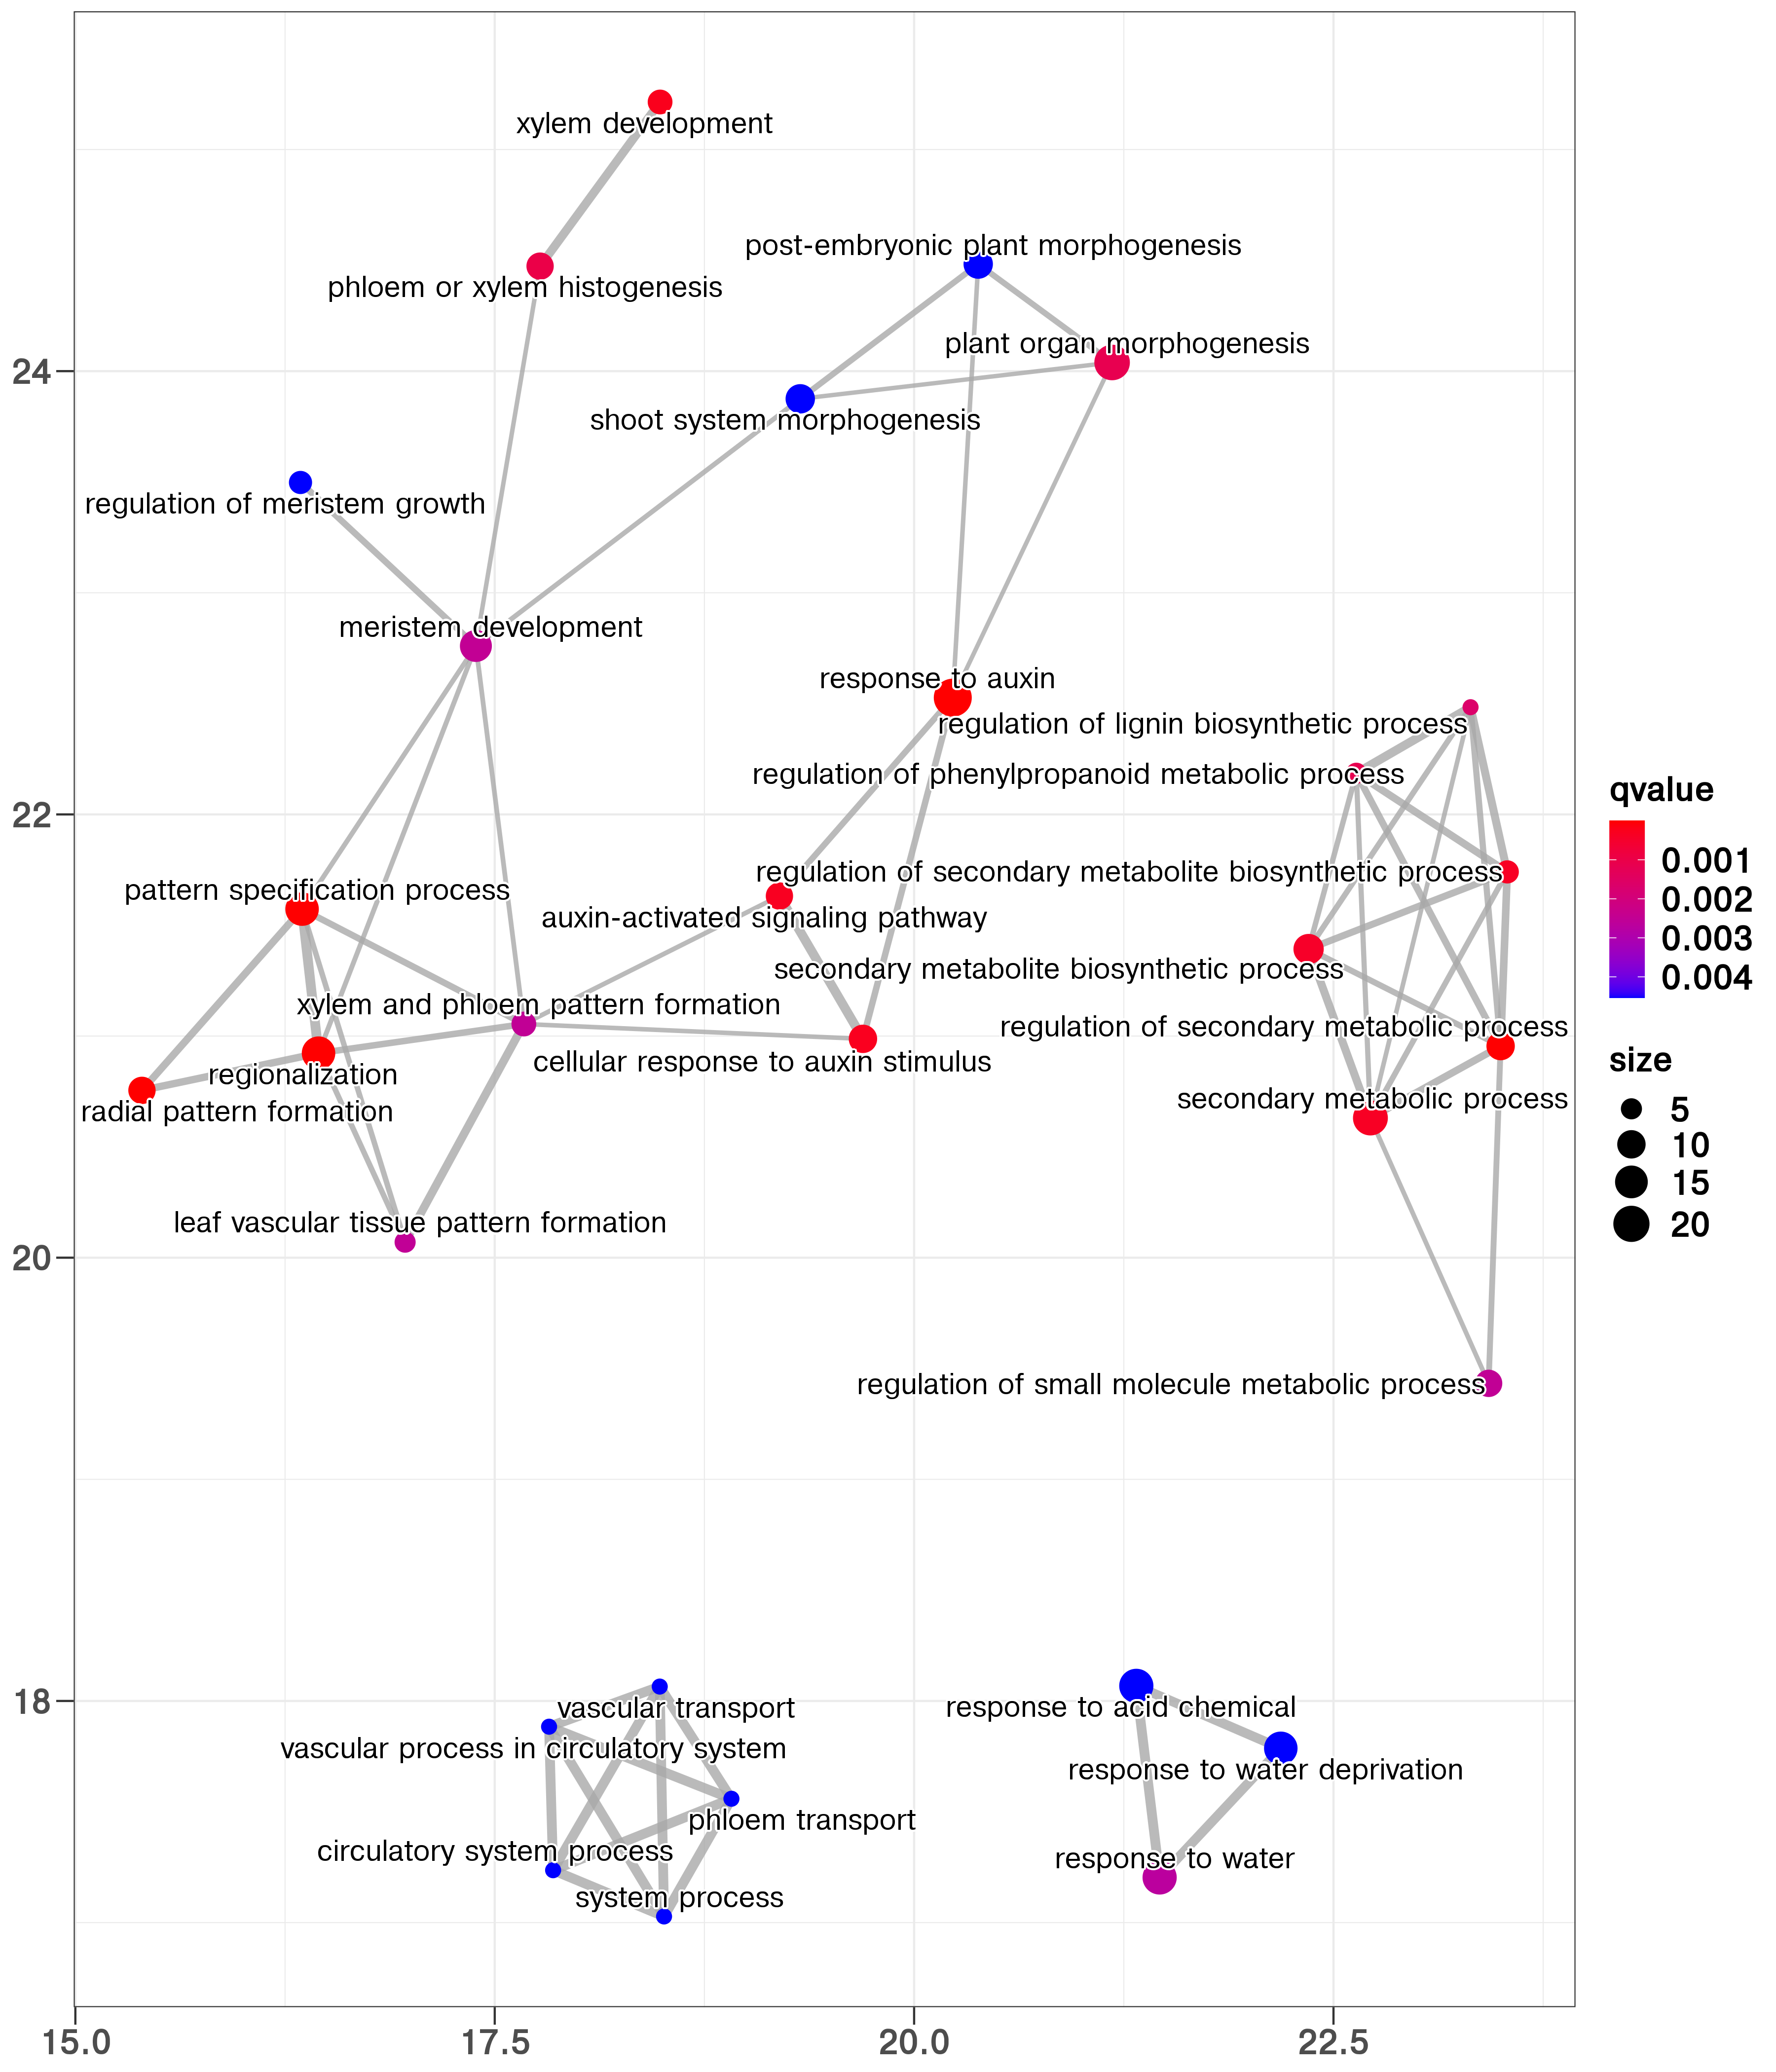 xylem development
post-embryonic plant morphogenesis
phloem or xylem histogenesis
plant organ morphogenesis
24
shoot system morphogenesis
regulation of meristem growth
meristem development
response to auxin
regulation of lignin biosynthetic process
regulation of phenylpropanoid metabolic process
22
regulation of secondary metabolite biosynthetic process
pattern specification process
auxin-activated signaling pathway
secondary metabolite biosynthetic process
xylem and phloem pattern formation
regulation of secondary metabolic process
cellular response to auxin stimulus
regionalization
secondary metabolic process
radial pattern formation
leaf vascular tissue pattern formation
20
regulation of small molecule metabolic process
18
vascular transport
response to acid chemical
vascular process in circulatory system
response to water deprivation
phloem transport
circulatory system process
response to water
system process
15.0
17.5
20.0
22.5
qvalue
0.001
0.002
0.003
0.004
size
5
10
15
20